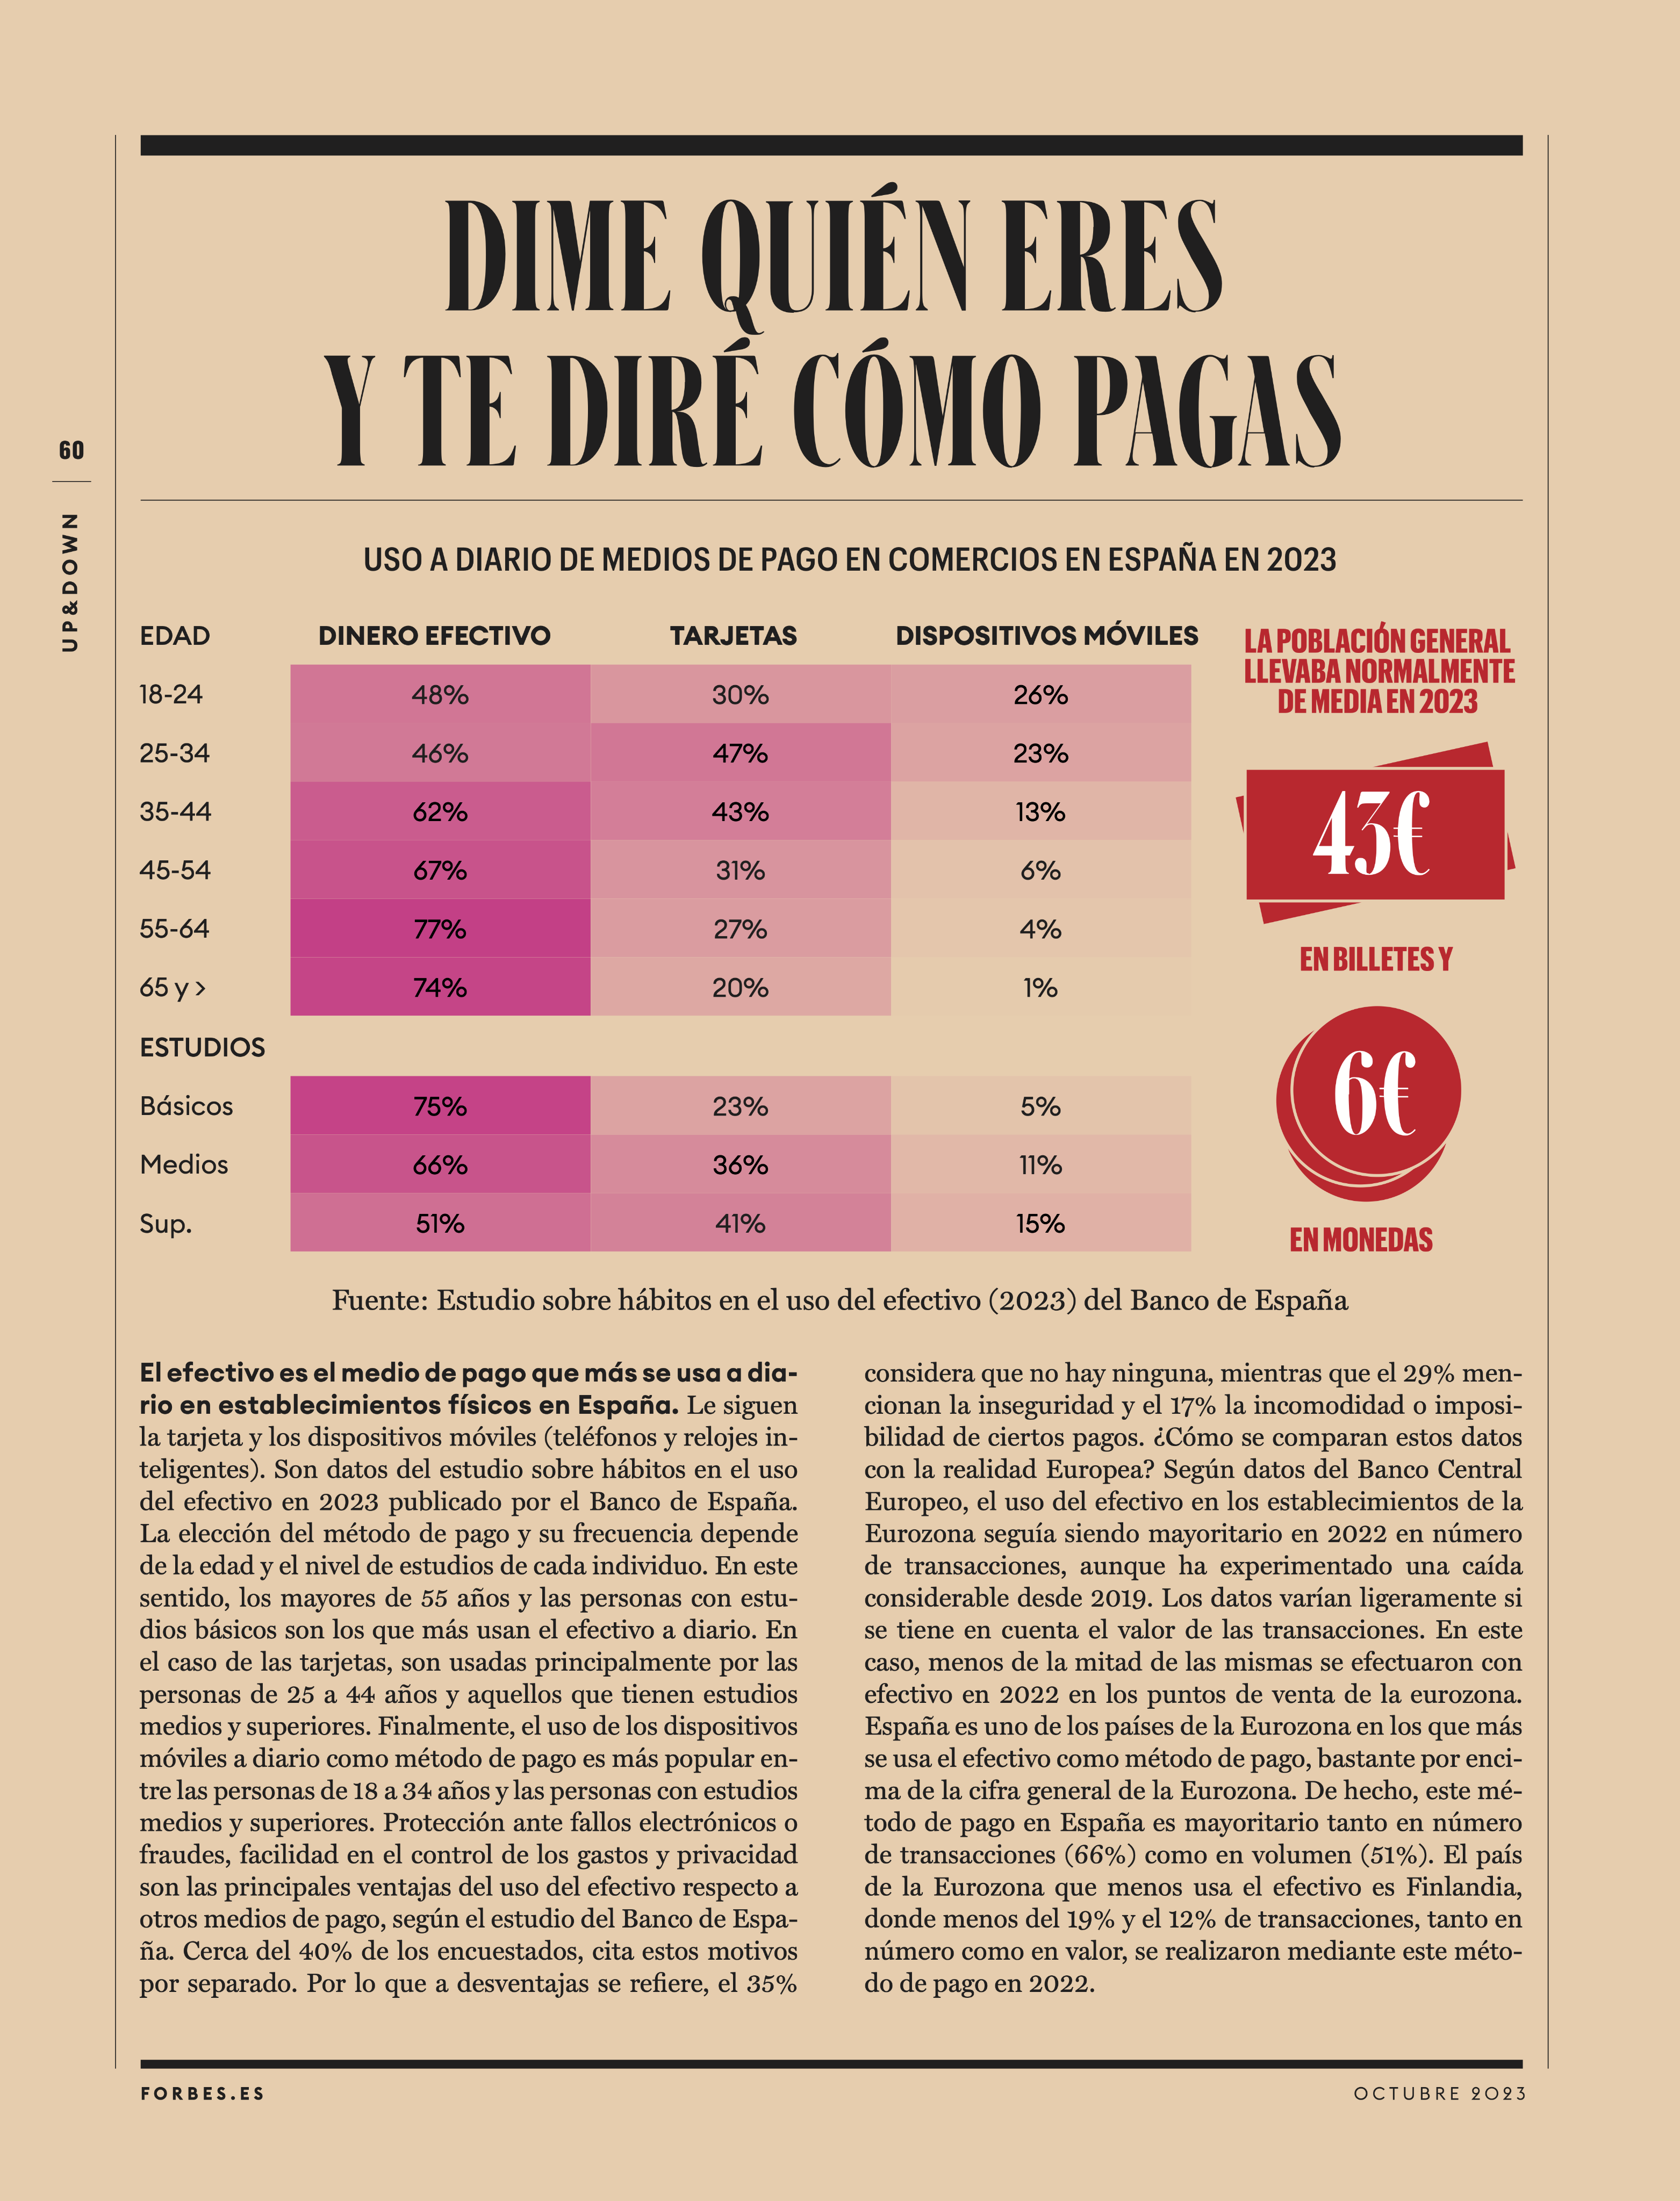 DIME QUIÉN ERES
Y TE DIRÉ CÓMO PAGAS
60
UP&DOWN
USO A DIARIO DE MEDIOS DE PAGO EN COMERCIOS EN ESPAÑA EN 2023
EDAD DINERO EFECTIVO TARJETAS DISPOSITIVOS MÓVILES
18-24 48% 30% 26%
25-34 46% 47% 23%
35-44 62% 43% 13%
45-54 67% 31% 6%
55-64 77% 27% 4%
65 y > 74% 20% 1%
ESTUDIOS
Básicos 75% 23% 5%
Medios 66% 36% 11%
Sup. 51% 41% 15%
LA POBLACIÓN GENERAL
LLEVABA NORMALMENTE
DE MEDIA EN 2023
43€
EN BILLETES Y
6€
EN MONEDAS
Fuente: Estudio sobre hábitos en el uso del efectivo (2023) del Banco de España
El efectivo es el medio de pago que más se usa a dia-
rio en establecimientos físicos en España. Le siguen
la tarjeta y los dispositivos móviles (teléfonos y relojes in-
teligentes). Son datos del estudio sobre hábitos en el uso
del efectivo en 2023 publicado por el Banco de España.
La elección del método de pago y su frecuencia depende
de la edad y el nivel de estudios de cada individuo. En este
sentido, los mayores de 55 años y las personas con estu-
dios básicos son los que más usan el efectivo a diario. En
el caso de las tarjetas, son usadas principalmente por las
personas de 25 a 44 años y aquellos que tienen estudios
medios y superiores. Finalmente, el uso de los dispositivos
móviles a diario como método de pago es más popular en-
tre las personas de 18 a 34 años y las personas con estudios
medios y superiores. Protección ante fallos electrónicos o
fraudes, facilidad en el control de los gastos y privacidad
son las principales ventajas del uso del efectivo respecto a
otros medios de pago, según el estudio del Banco de Espa-
ña. Cerca del 40% de los encuestados, cita estos motivos
por separado. Por lo que a desventajas se refiere, el 35%
considera que no hay ninguna, mientras que el 29% men-
cionan la inseguridad y el 17% la incomodidad o imposi-
bilidad de ciertos pagos. ¿Cómo se comparan estos datos
con la realidad Europea? Según datos del Banco Central
Europeo, el uso del efectivo en los establecimientos de la
Eurozona seguía siendo mayoritario en 2022 en número
de transacciones, aunque ha experimentado una caída
considerable desde 2019. Los datos varían ligeramente si
se tiene en cuenta el valor de las transacciones. En este
caso, menos de la mitad de las mismas se efectuaron con
efectivo en 2022 en los puntos de venta de la eurozona.
España es uno de los países de la Eurozona en los que más
se usa el efectivo como método de pago, bastante por enci-
ma de la cifra general de la Eurozona. De hecho, este mé-
todo de pago en España es mayoritario tanto en número
de transacciones (66%) como en volumen (51%). El país
de la Eurozona que menos usa el efectivo es Finlandia,
donde menos del 19% y el 12% de transacciones, tanto en
número como en valor, se realizaron mediante este méto-
do de pago en 2022.
FORBES.ES
OCTUBRE 2023